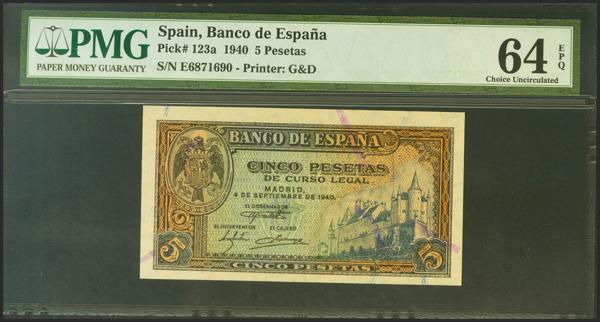 PMG
PAPER MONEY GUARANTY
Spain, Banco de España
Pick# 123a 1940 5 Pesetas
S/N E6871690 - Printer: G&D
64 EPQ
Choice Uncirculated
BANCO DE ESPAÑA
CINCO PESETAS
DE CURSO LEGAL
MADRID,
4 DE SEPTIEMBRE DE 1940.
EL GOBERNADOR
EL INTERVENTOR EL CAJERO
5 5
CINCO PESETAS